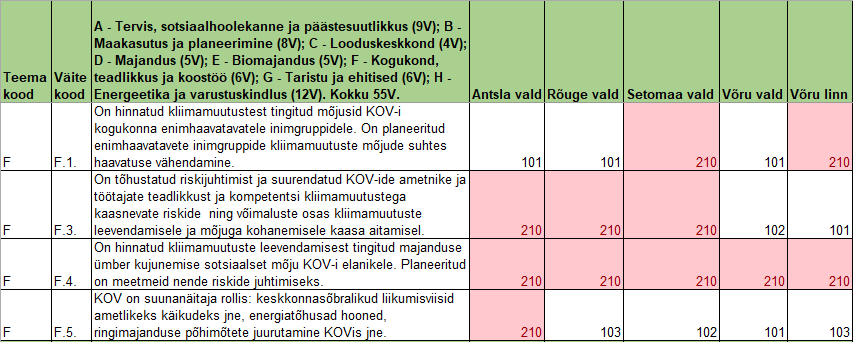 A - Tervis, sotsiaalhoolekanne ja päästesuutlikkus (9V); B -
Maakasutus ja planeerimine (8V); C - Looduskeskkond (4V);
D - Majandus (5V); E - Biomajandus (5V); F - Kogukond,
Teema Väite teadlikkus ja koostöö (6V); G - Taristu ja ehitised (6V); H -
kood kood Energeetika ja varustuskindlus (12V). Kokku 55V. Antsla vald Rõuge vald Setomaa vald Võru vald Võru linn
On hinnatud kliimamuutustest tingitud mõjusid KOV-i
kogukonna enimhaavatavatele inimgruppidele. On planeeritud
enimhaavatavete inimgruppide kliimamuutuste mõjude suhtes
F F.1. haavatuse vähendamine. 101 101 210 101 210
On tõhustatud riskijuhtimist ja suurendatud KOV-ide ametnike ja
töötajate teadlikkust ja kompetentsi kliimamuutustega
kaasnevate riskide ning võimaluste osas kliimamuutuste
F F.3. leevendamisele ja mõjuga kohanemisele kaasa aitamisel. 210 210 210 102 101
On hinnatud kliimamuutuste leevendamisest tingitud majanduse
ümber kujunemise sotsiaalset mõju KOV-i elanikele. Planeeritud
F F.4. on meetmeid nende riskide juhtimiseks. 210 210 210 210 210
KOV on suunanäitaja rollis: keskkonnasõbralikud liikumisviisid
ametlikeks käikudeks jne, energiatõhusad hooned,
F F.5. ringimajanduse põhimõtete juurutamine KOVis jne. 210 103 102 101 103